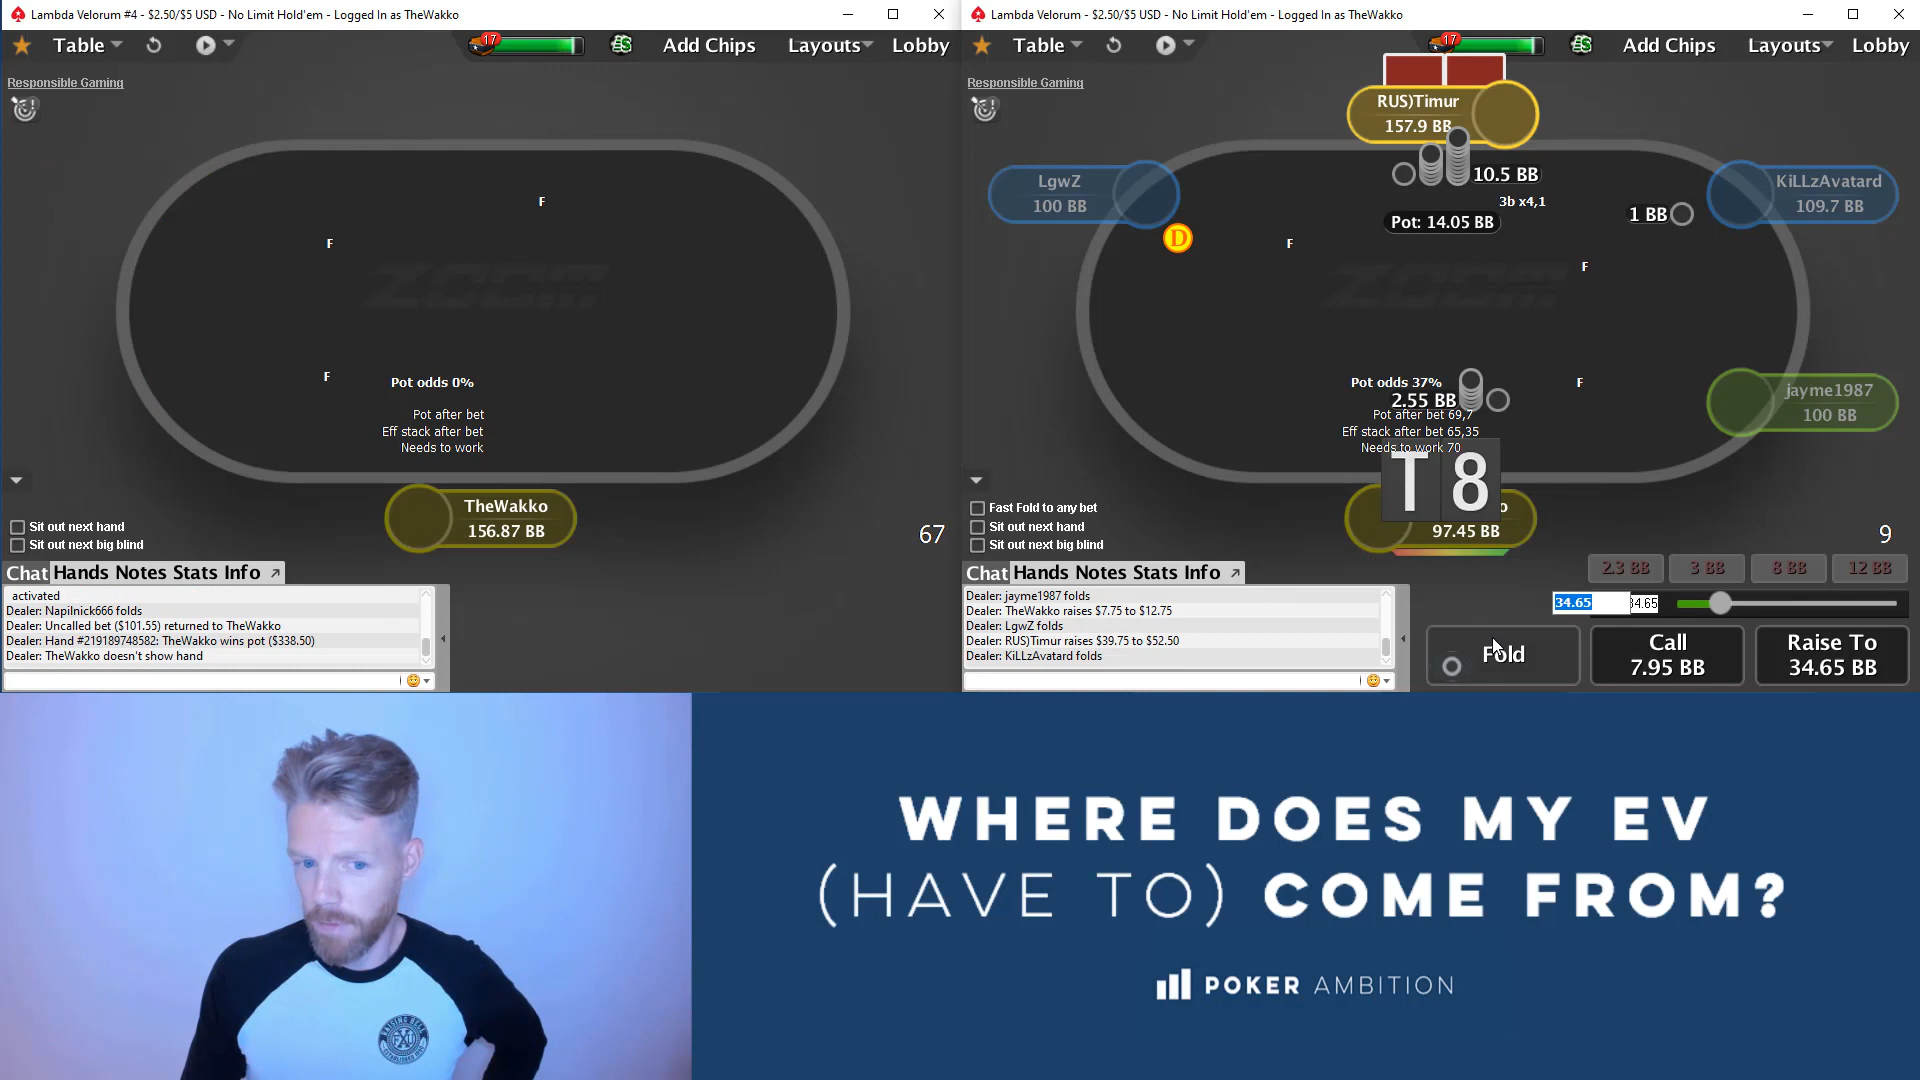 Lambda Velorum #4 - $2.50/$5 USD - No Limit Hold'em - Logged In as TheWakko
Table
17
Add Chips
Layouts
Lobby
Responsible Gaming
F
F
ZOOM
F
Pot odds 0%
Pot after bet
Eff stack after bet
Needs to work
TheWakko
156.87 BB
Sit out next hand
Sit out next big blind
67
Chat Hands Notes Stats Info
activated
Dealer: Napilnick666 folds
Dealer: Uncalled bet ($101.55) returned to TheWakko
Dealer: Hand #219189748582: TheWakko wins pot ($338.50)
Dealer: TheWakko doesn't show hand
Lambda Velorum - $2.50/$5 USD - No Limit Hold'em - Logged In as TheWakko
Table
17
Add Chips
Layouts
Lobby
Responsible Gaming
RUS)Timur
157.9 BB
LgwZ
100 BB
KiLLzAvatard
109.7 BB
10.5 BB
3b x4,1
1 BB
Pot: 14.05 BB
D
F
F
ZOOM
Pot odds 37%
F
2.55 BB
jayme1987
100 BB
Pot after bet 69,7
Eff stack after bet 65,35
Needs to work 70
T 8
o
97.45 BB
Fast Fold to any bet
Sit out next hand
Sit out next big blind
9
Chat Hands Notes Stats Info
2.3 BB
3 BB
8 BB
12 BB
34.65
34.65
Dealer: jayme1987 folds
Dealer: TheWakko raises $7.75 to $12.75
Dealer: LgwZ folds
Dealer: RUS)Timur raises $39.75 to $52.50
Dealer: KiLLzAvatard folds
Fold
Call
7.95 BB
Raise To
34.65 BB
WHERE DOES MY EV
(HAVE TO) COME FROM?
POKER AMBITION
FXU